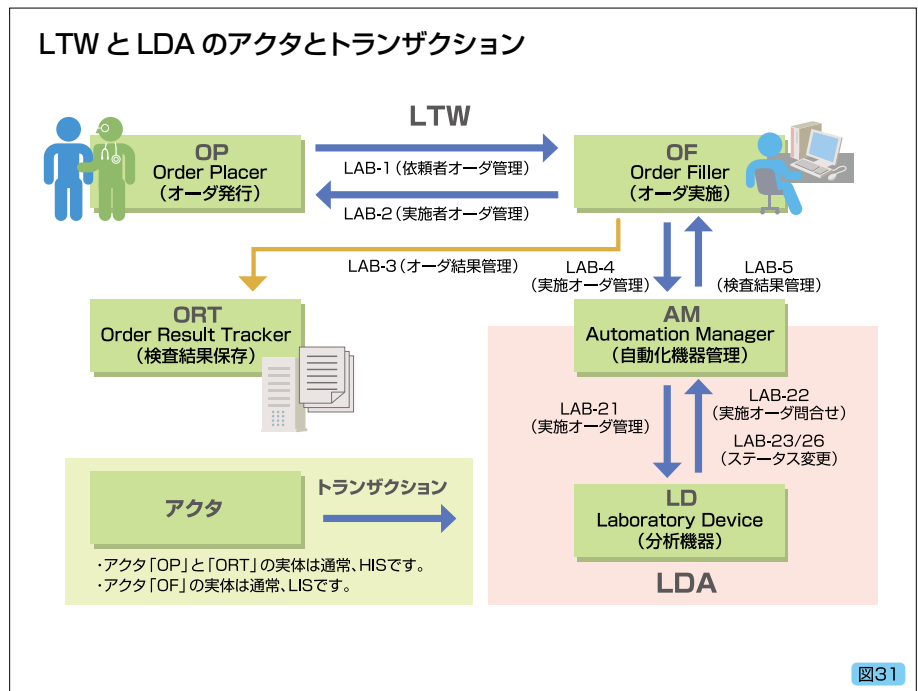 LTW と LDA のアクタとトランザクション
LTW
OP
Order Placer
（オーダ発行）
LAB-1（依頼者オーダ管理）
LAB-2（実施者オーダ管理）
OF
Order Filler
（オーダ実施）
LAB-3（オーダ結果管理）
LAB-4
（実施オーダ管理）
LAB-5
（検査結果管理）
ORT
Order Result Tracker
（検査結果保存）
AM
Automation Manager
（自動化機器管理）
LAB-21
（実施オーダ管理）
LAB-22
（実施オーダ問合せ）
LAB-23/26
（ステータス変更）
LD
Laboratory Device
（分析機器）
LDA
アクタ
トランザクション
・アクタ「OP」と「ORT」の実体は通常、HISです。
・アクタ「OF」の実体は通常、LISです。
図31